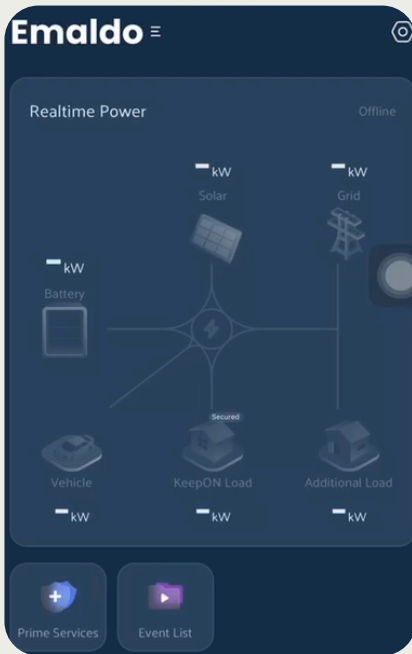 Emaldo
Realtime Power
Offline
- kW
- kW
Solar
Grid
- kW
Battery
Secured
Vehicle
KeepON Load
Additional Load
- kW
- kW
- kW
Prime Services
Event List